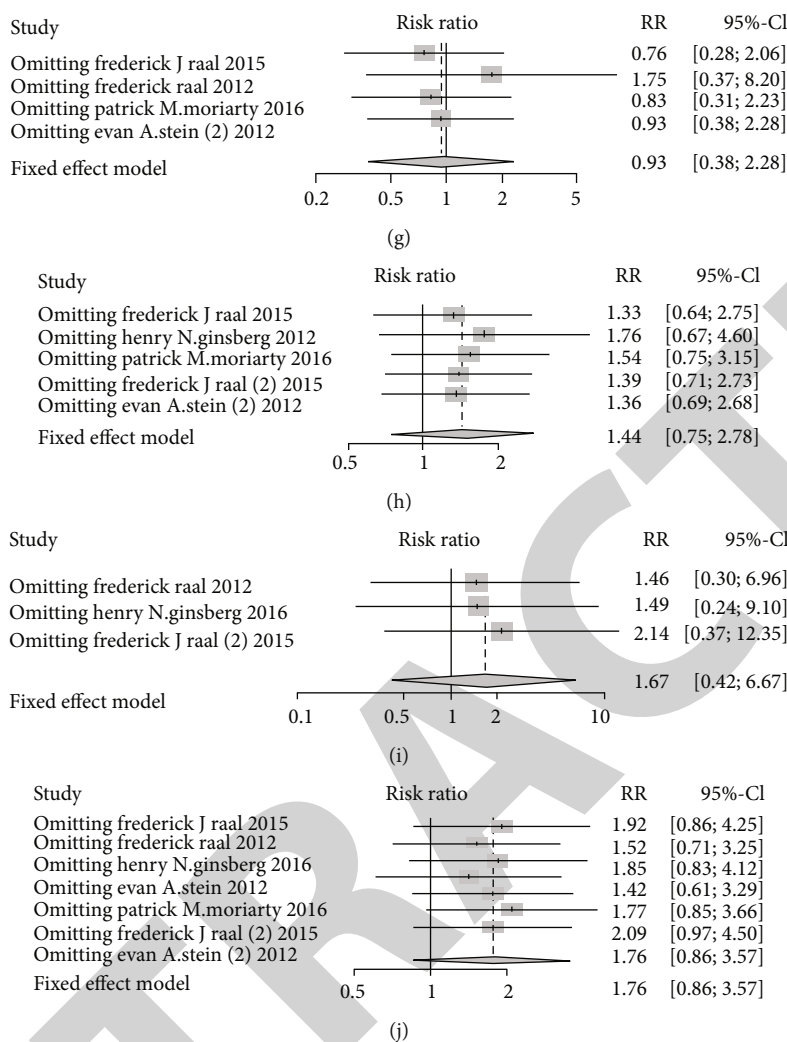 Study Risk ratio RR 95%-CI
Omitting frederick J raal 2015 0.76 [0.28; 2.06]
Omitting frederick raal 2012 1.75 [0.37; 8.20]
Omitting patrick M.moriarty 2016 0.83 [0.31; 2.23]
Omitting evan A.stein (2) 2012 0.93 [0.38; 2.28]
Fixed effect model 0.93 [0.38; 2.28]
0.2 0.5 1 2 5
(g)
Study Risk ratio RR 95%-CI
Omitting frederick J raal 2015 1.33 [0.64; 2.75]
Omitting henry N.ginsberg 2012 1.76 [0.67; 4.60]
Omitting patrick M.moriarty 2016 1.54 [0.75; 3.15]
Omitting frederick J raal (2) 2015 1.39 [0.71; 2.73]
Omitting evan A.stein (2) 2012 1.36 [0.69; 2.68]
Fixed effect model 1.44 [0.75; 2.78]
0.5 1 2
(h)
Study Risk ratio RR 95%-CI
Omitting frederick raal 2012 1.46 [0.30; 6.96]
Omitting henry N.ginsberg 2016 1.49 [0.24; 9.10]
Omitting frederick J raal (2) 2015 2.14 [0.37; 12.35]
Fixed effect model 1.67 [0.42; 6.67]
0.1 0.5 1 2 10
(i)
Study Risk ratio RR 95%-CI
Omitting frederick J raal 2015 1.92 [0.86; 4.25]
Omitting frederick raal 2012 1.52 [0.71; 3.25]
Omitting henry N.ginsberg 2016 1.85 [0.83; 4.12]
Omitting evan A.stein 2012 1.42 [0.61; 3.29]
Omitting patrick M.moriarty 2016 1.77 [0.85; 3.66]
Omitting frederick J raal (2) 2015 2.09 [0.97; 4.50]
Omitting evan A.stein (2) 2012 1.76 [0.86; 3.57]
Fixed effect model 1.76 [0.86; 3.57]
0.5 1 2
(j)